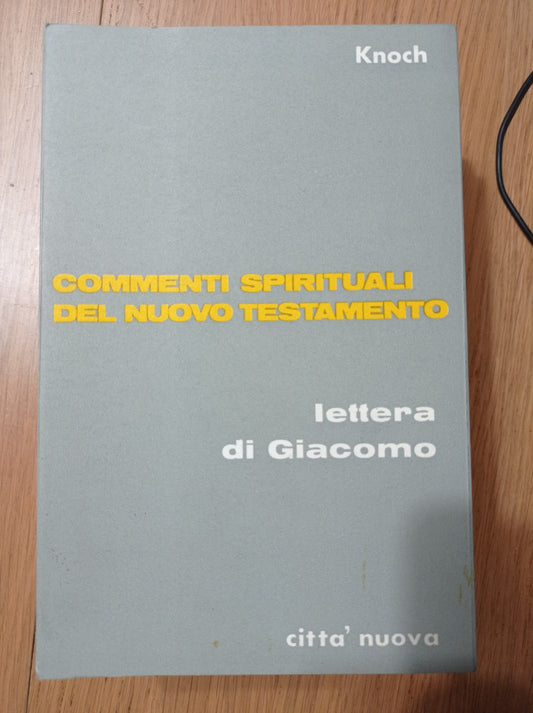 Knoch
COMMENTI SPIRITUALI
DEL NUOVO TESTAMENTO
lettera
di Giacomo
citta' nuova